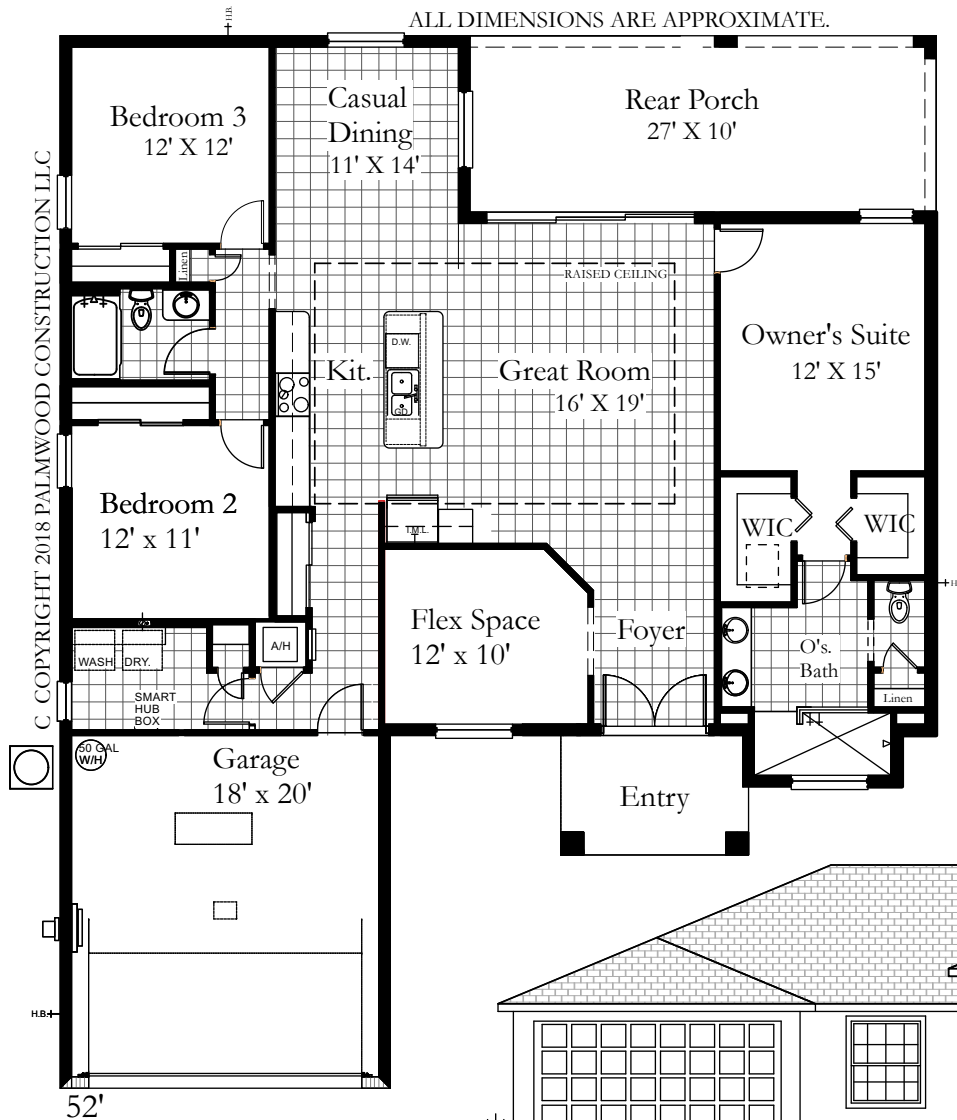 H.B.
ALL DIMENSIONS ARE APPROXIMATE.
C COPYRIGHT 2018 PALMWOOD CONSTRUCTION LLC
Bedroom 3
12' X 12'
Casual
Dining
11' X 14'
Rear Porch
27' X 10'
Linen
RAISED CEILING
D.W.
Kit.
GD
Great Room
16' X 19'
Owner's Suite
12' X 15'
Bedroom 2
12' x 11'
T.M.L.
WIC
WIC
H
Flex Space
12' x 10'
Foyer
A/H
WASH
DRY.
O's.
Bath
SMART
HUB
BOX
Linen
50 GAL
W/H
Garage
18' x 20'
Entry
H.B.
52'